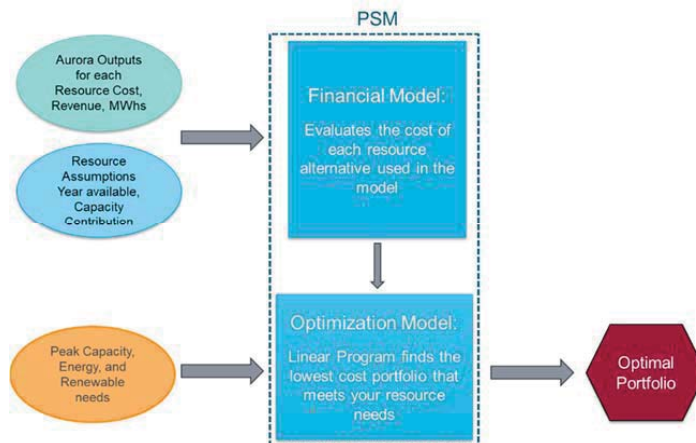 PSM
Aurora Outputs
for each
Resource Cost,
Revenue, MWhs
Resource
Assumptions
Year available,
Capacity
Contribution
Financial Model:
Evaluates the cost of
each resource
alternative used in the
model
Peak Capacity,
Energy, and
Renewable
needs
Optimization Model:
Linear Program finds the
lowest cost portfolio that
meets your resource
needs
Optimal
Portfolio